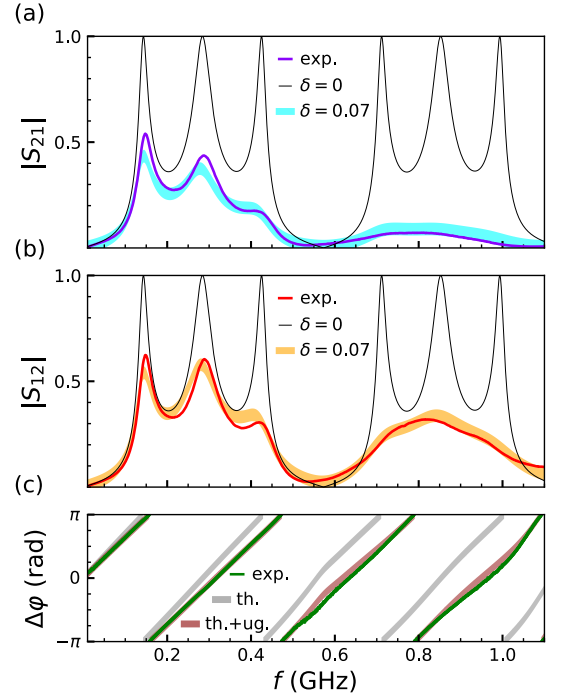 (a)
1.0
0.5
|S21|
exp.
δ = 0
δ = 0.07
(b)
1.0
0.5
|S12|
exp.
δ = 0
δ = 0.07
(c)
π
0
−π
Δφ (rad)
exp.
th.
th.+ug.
0.2 0.4 0.6 0.8 1.0
f (GHz)